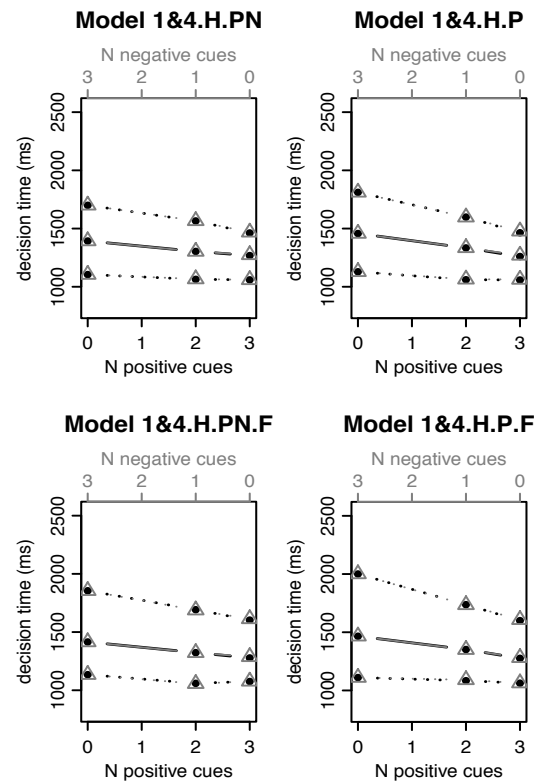 Model 1&4.H.PN
N negative cues
3 2 1 0
decision time (ms)
1000 1500 2000 2500
0 1 2 3
N positive cues
Model 1&4.H.P
N negative cues
3 2 1 0
decision time (ms)
1000 1500 2000 2500
0 1 2 3
N positive cues
Model 1&4.H.PN.F
N negative cues
3 2 1 0
decision time (ms)
1000 1500 2000 2500
0 1 2 3
N positive cues
Model 1&4.H.P.F
N negative cues
3 2 1 0
decision time (ms)
1000 1500 2000 2500
0 1 2 3
N positive cues